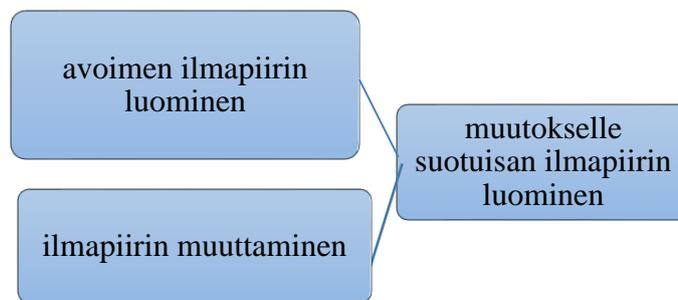 avoimen ilmapiirin
luominen
muutokselle
suotuisan ilmapiirin
luominen
ilmapiirin muuttaminen